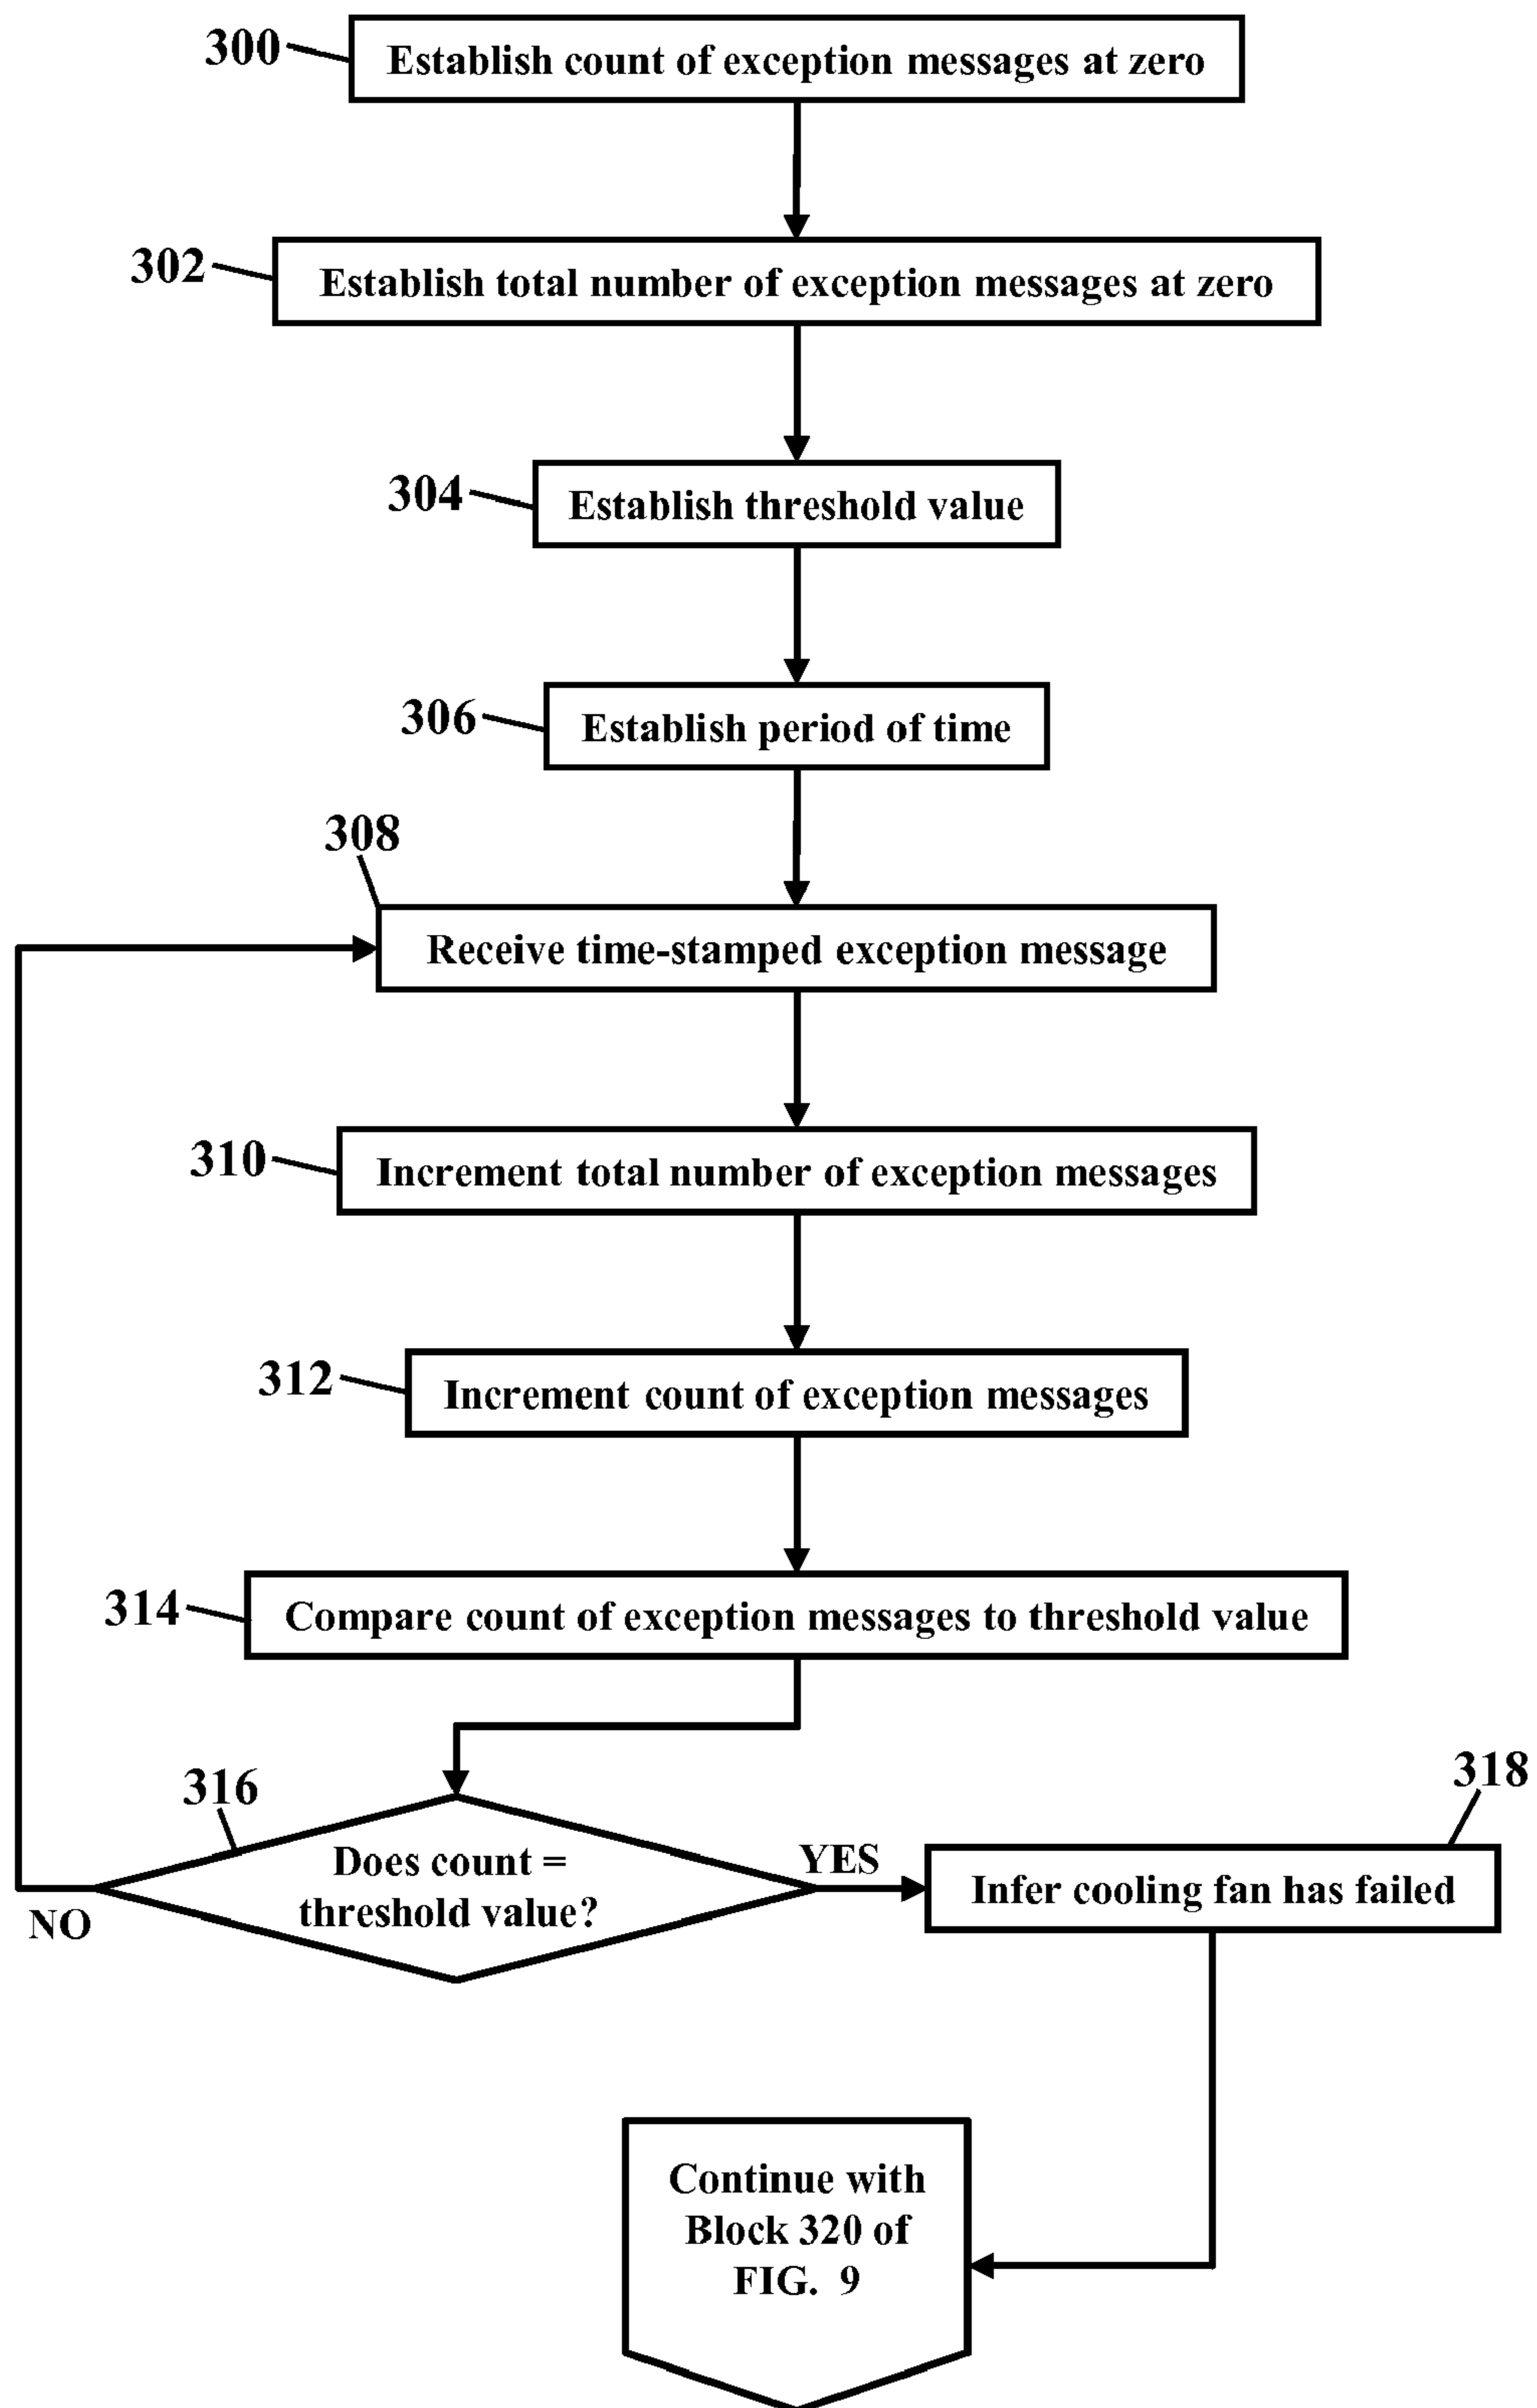 300
Establish count of exception messages at zero
302
Establish total number of exception messages at zero
304
Establish threshold value
306
Establish period of time
308
Receive time-stamped exception message
310
Increment total number of exception messages
312
Increment count of exception messages
314
Compare count of exception messages to threshold value
316
Does count =
threshold value?
NO
YES
318
Infer cooling fan has failed
Continue with
Block 320 of
FIG. 9